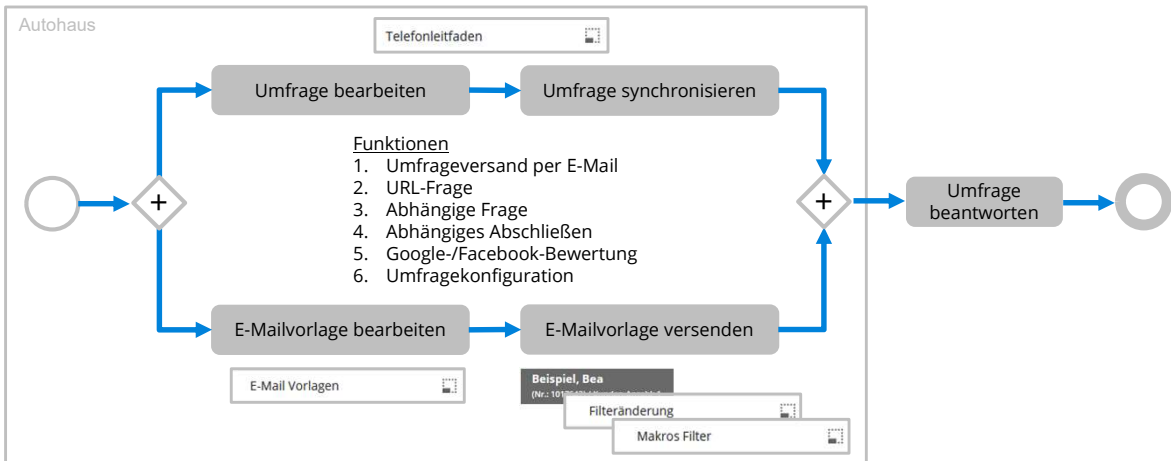 Autohaus
Telefonleitfaden
Umfrage bearbeiten
Umfrage synchronisieren
Funktionen
1. Umfrageversand per E-Mail
2. URL-Frage
3. Abhängige Frage
4. Abhängiges Abschließen
5. Google-/Facebook-Bewertung
6. Umfragekonfiguration
+
+
Umfrage
beantworten
E-Mailvorlage bearbeiten
E-Mailvorlage versenden
E-Mail Vorlagen
Beispiel, Bea
(Nr.:
Filteränderung
Makros Filter